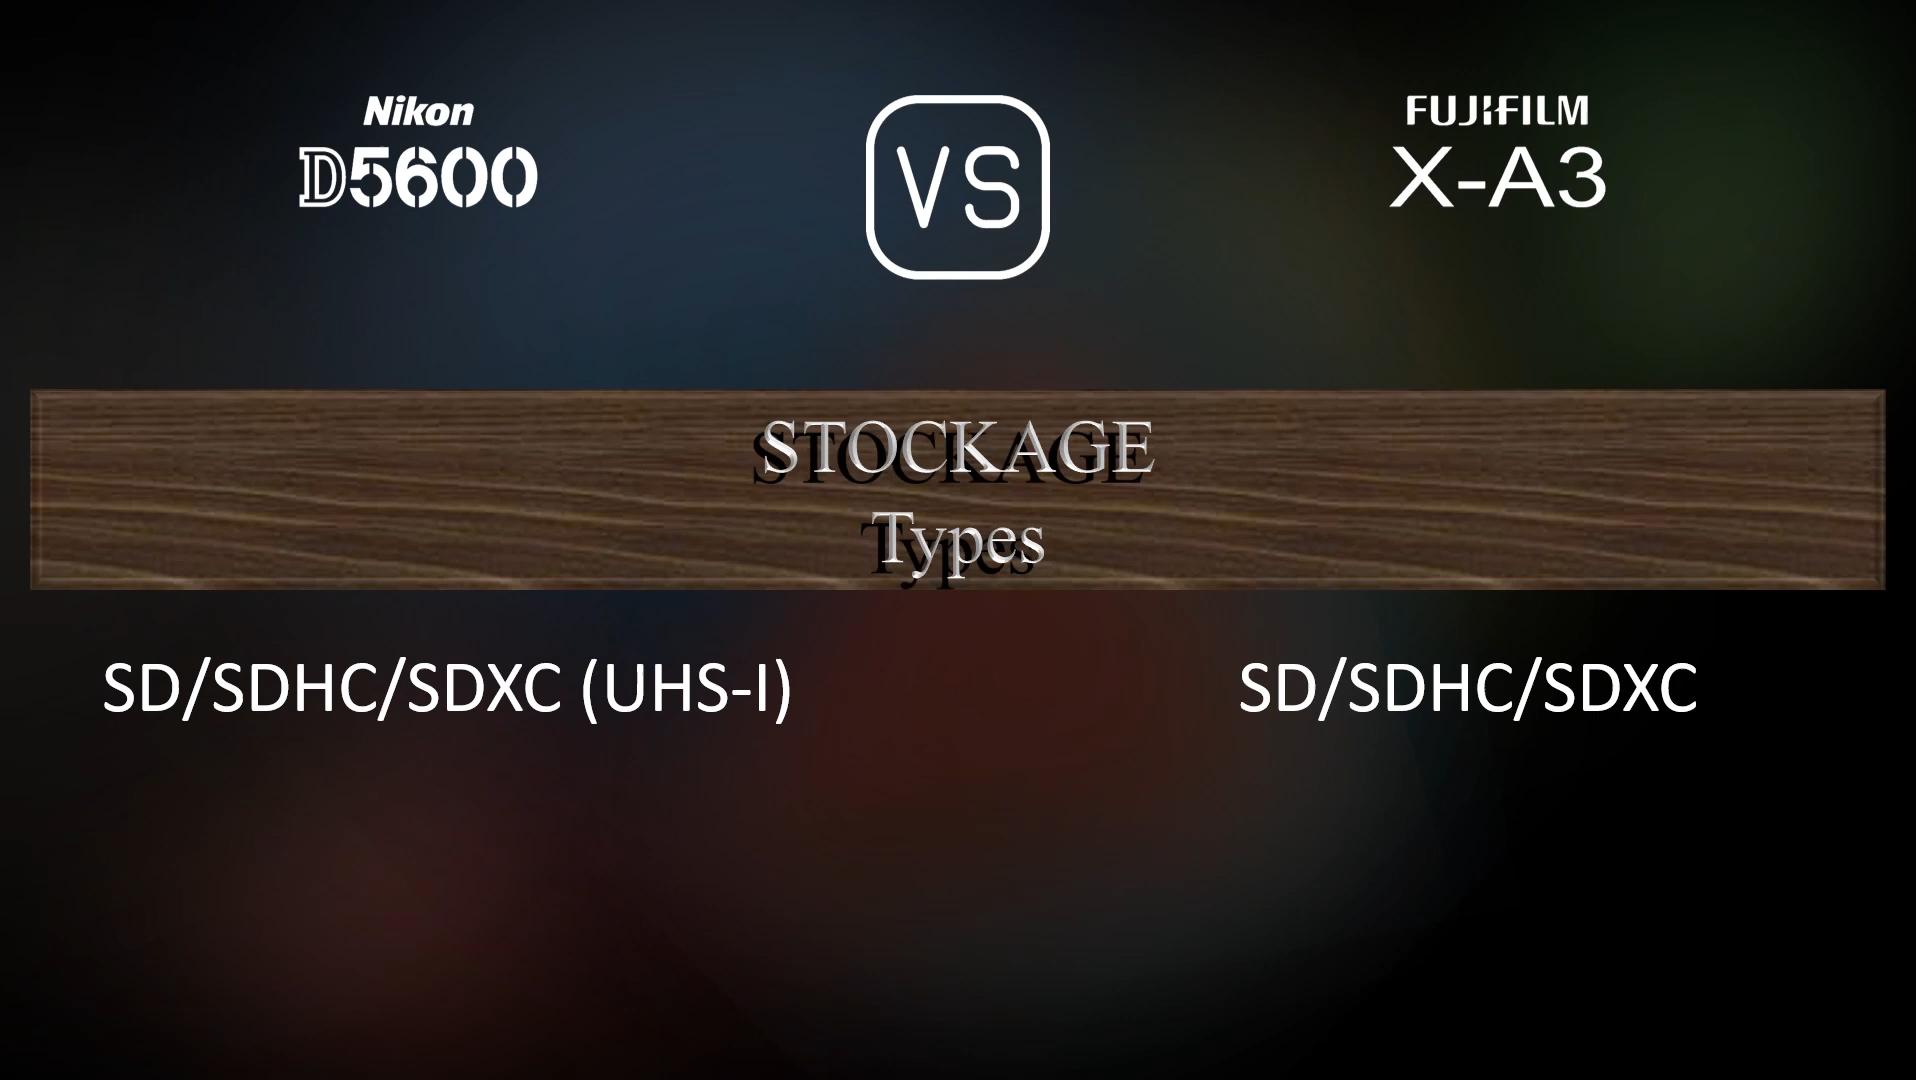 Nikon
D5600
VS
FUJIFILM
X-A3
STOCKAGE
Types
SD/SDHC/SDXC (UHS-I)
SD/SDHC/SDXC